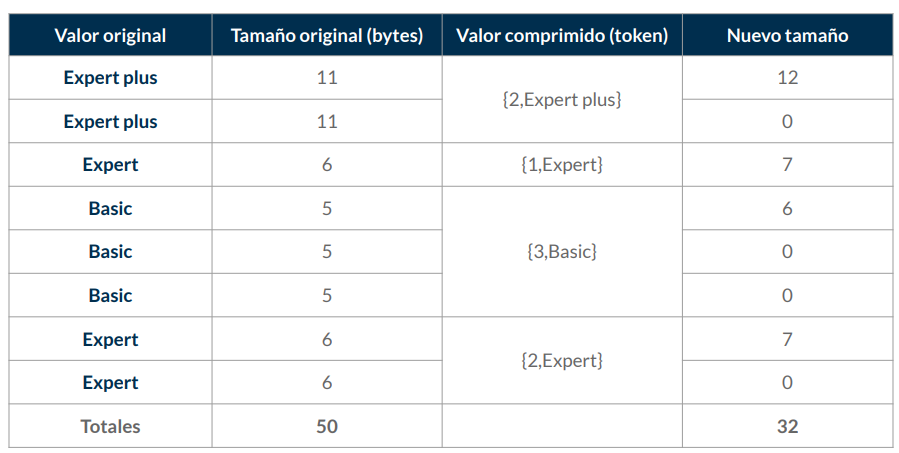 Valor original Tamaño original (bytes) Valor comprimido (token) Nuevo tamaño
Expert plus 11 {2,Expert plus} 12
Expert plus 11 0
Expert 6 {1,Expert} 7
Basic 5 6
Basic 5 {3,Basic} 0
Basic 5 0
Expert 6 {2,Expert} 7
Expert 6 0
Totales 50 32